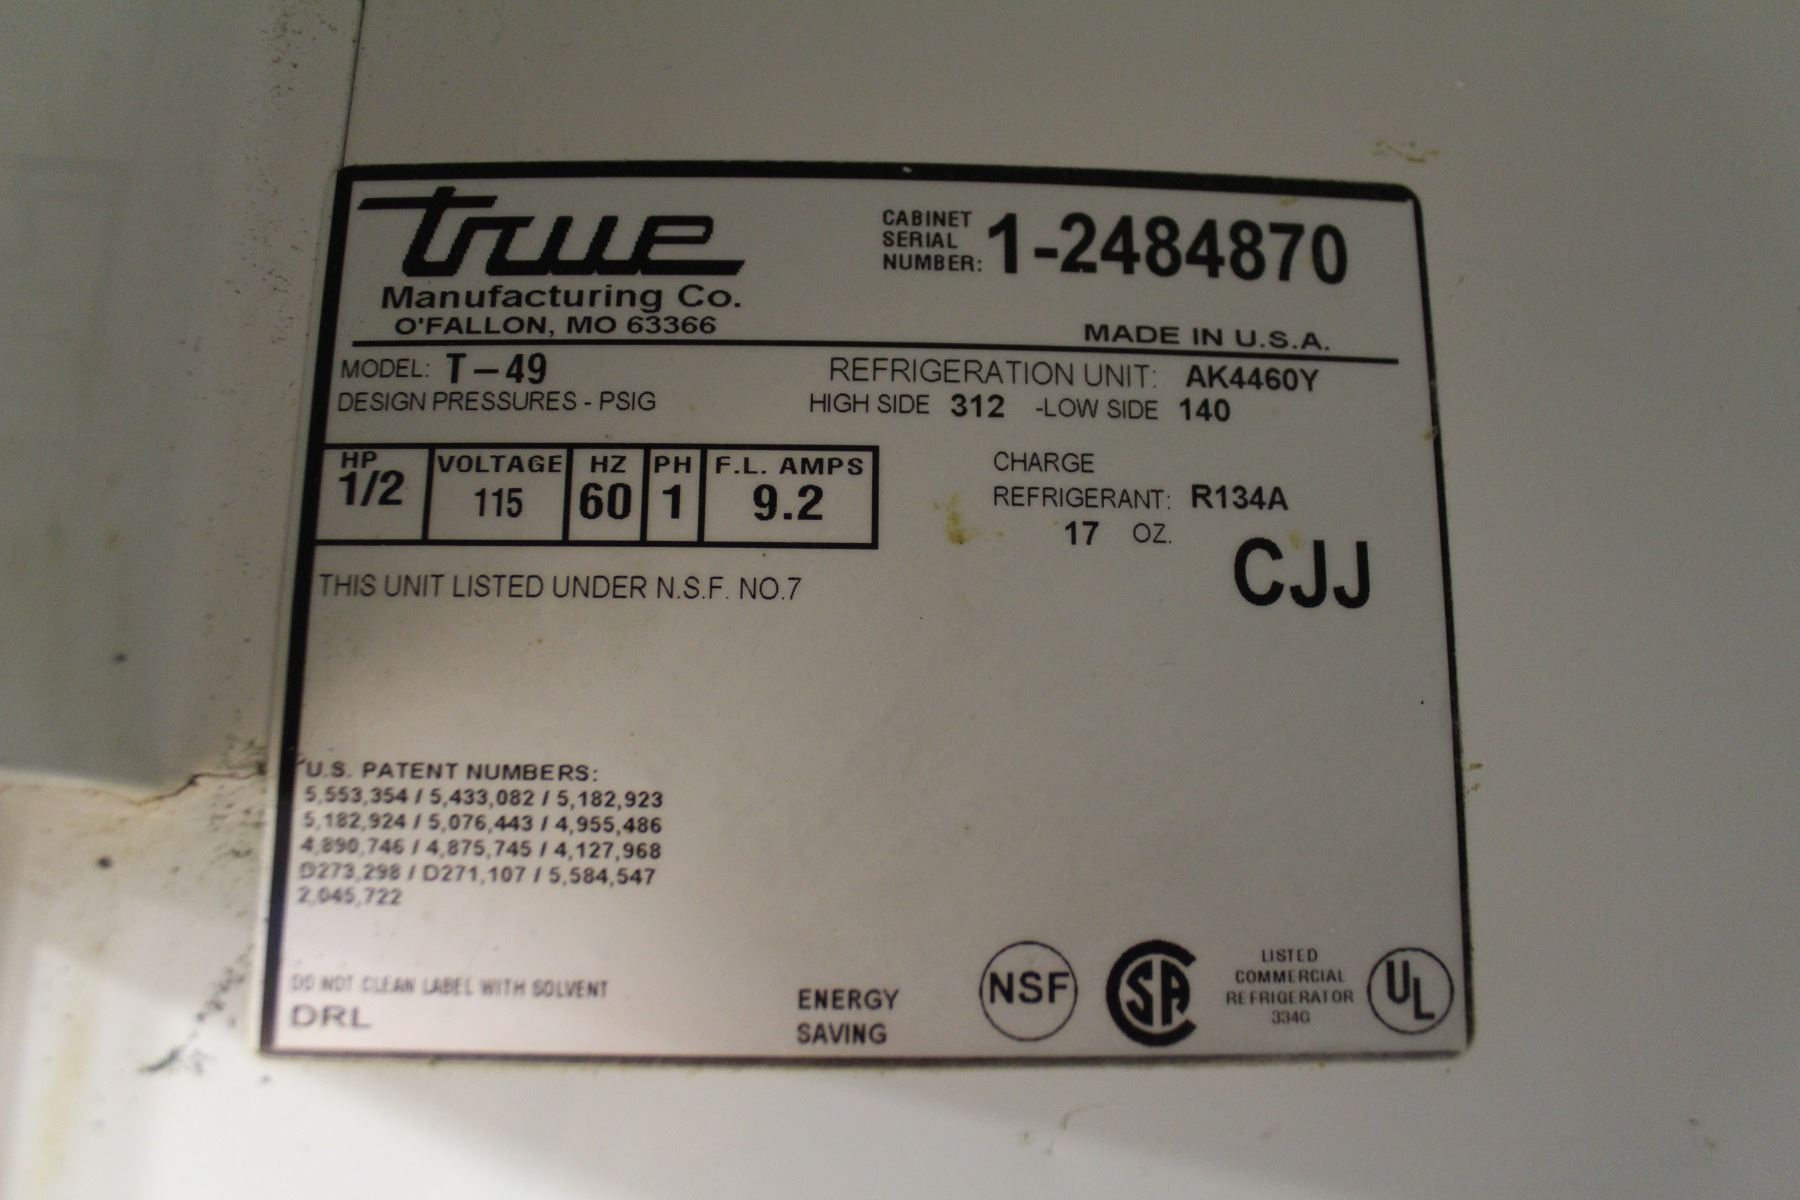 true
Manufacturing Co.
O'FALLON, MO 63366
CABINET
SERIAL
NUMBER: 1-2484870
MADE IN U.S.A.
MODEL: T-49
REFRIGERATION UNIT: AK4460Y
DESIGN PRESSURES - PSIG
HIGH SIDE 312 -LOW SIDE 140
HP VOLTAGE HZ PH F.L. AMPS
1/2 115 60 1 9.2
CHARGE
REFRIGERANT: R134A
17 OZ.
CJJ
THIS UNIT LISTED UNDER N.S.F. NO.7
U.S. PATENT NUMBERS:
5,553,354 / 5,433,082 / 5,182,923
5,182,924 / 5,076,443 / 4,955,486
4,890,746 / 4,875,745 / 4,127,968
D273,298 / D271,107 / 5,584,547
2,045,722
DO NOT CLEAN LABEL WITH SOLVENT
DRL
ENERGY
SAVING
NSF
SA
LISTED
COMMERCIAL
REFRIGERATOR
334G
UL